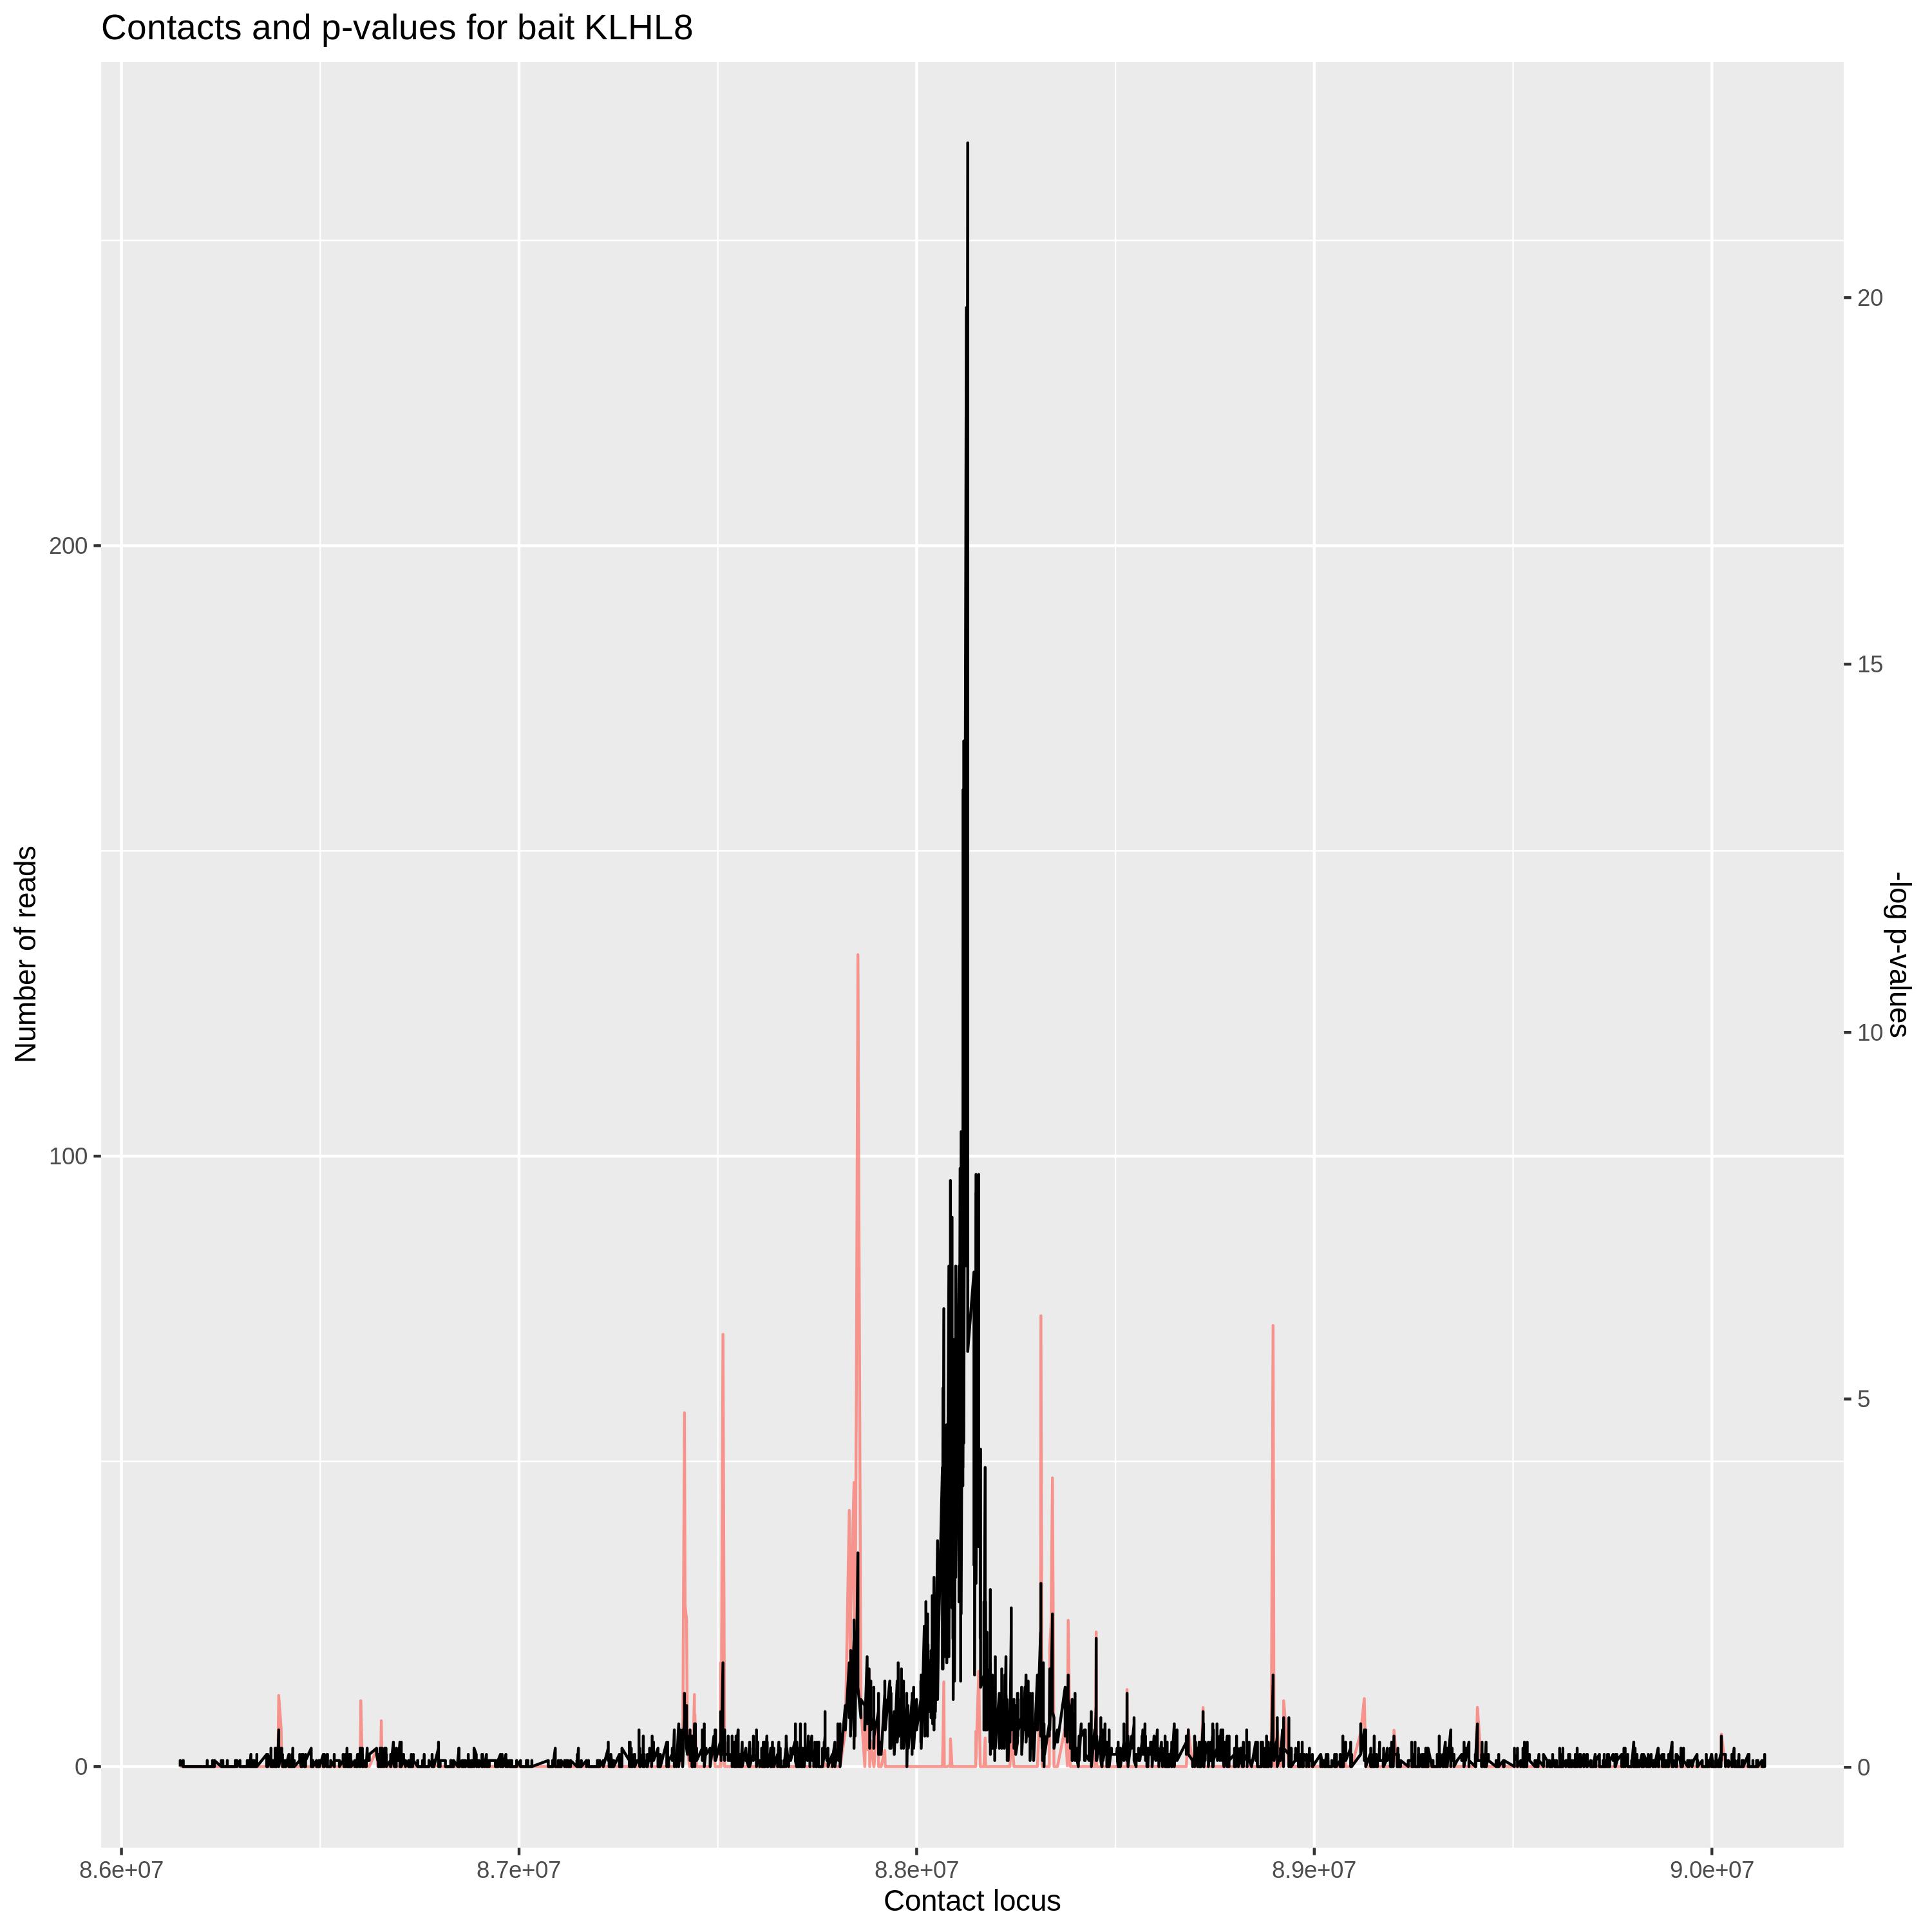 Contacts and p-values for bait KLHL8
Number of reads
200
100
0
-log p-values
20
15
10
5
0
8.6e+07
8.7e+07
8.8e+07
8.9e+07
9.0e+07
Contact locus